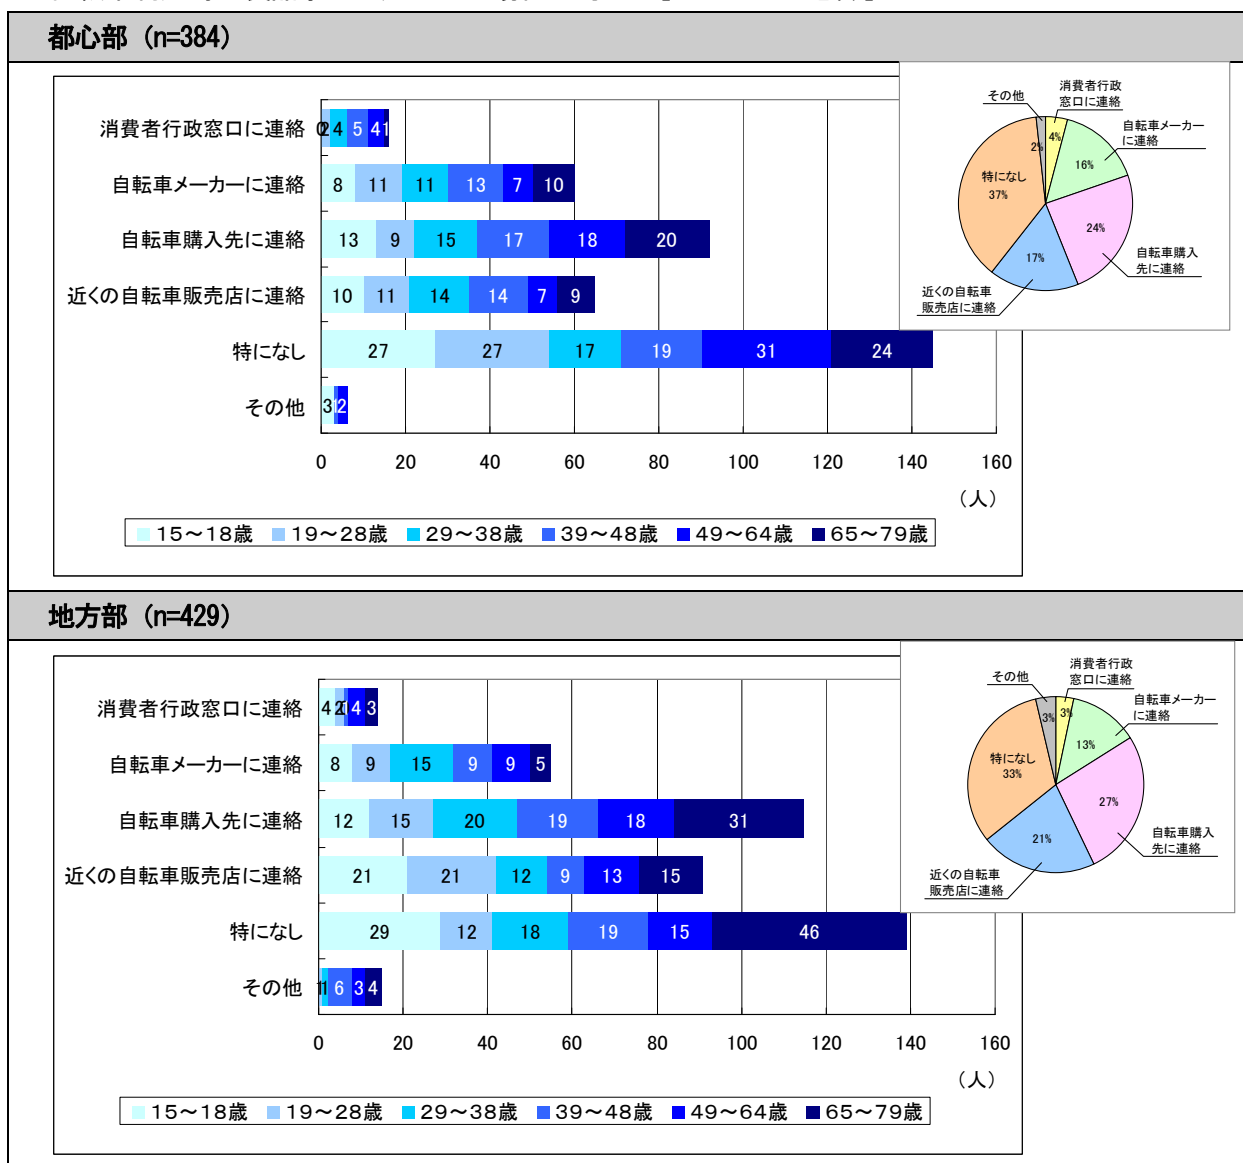 都心部 (n=384)
消費者行政窓口に連絡
0 2 4 5 4 1
自転車メーカーに連絡
8 11 11 13 7 10
自転車購入先に連絡
13 9 15 17 18 20
近くの自転車販売店に連絡
10 11 14 14 7 9
特になし
27 27 17 19 31 24
その他
3 1 2
0 20 40 60 80 100 120 140 160
(人)
15～18歳 19～28歳 29～38歳 39～48歳 49～64歳 65～79歳
その他
2%
消費者行政
窓口に連絡
4%
自転車メーカー
に連絡
16%
自転車購入
先に連絡
24%
近くの自転車
販売店に連絡
17%
特になし
37%
地方部 (n=429)
消費者行政窓口に連絡
4 2 1 4 3
自転車メーカーに連絡
8 9 15 9 9 5
自転車購入先に連絡
12 15 20 19 18 31
近くの自転車販売店に連絡
21 21 12 9 13 15
特になし
29 12 18 19 15 46
その他
1 1 6 3 4
0 20 40 60 80 100 120 140 160
(人)
15～18歳 19～28歳 29～38歳 39～48歳 49～64歳 65～79歳
その他
3%
消費者行政
窓口に連絡
3%
自転車メーカー
に連絡
13%
自転車購入
先に連絡
27%
近くの自転車
販売店に連絡
21%
特になし
33%